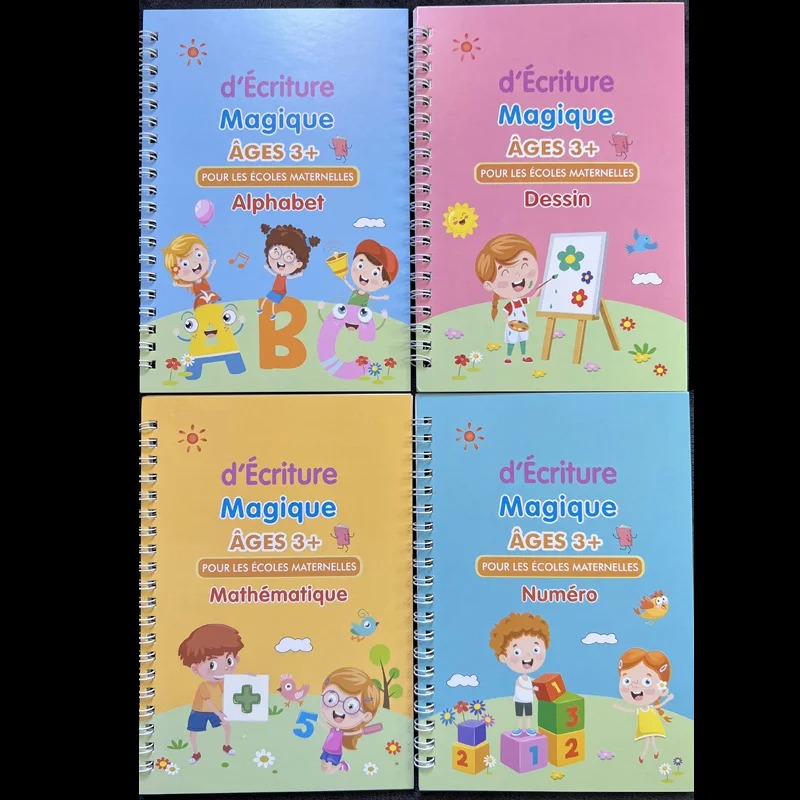 d'Écriture
Magique
ÂGES 3+
POUR LES ÉCOLES MATERNELLES
Alphabet
A B C
d'Écriture
Magique
ÂGES 3+
POUR LES ÉCOLES MATERNELLES
Dessin
d'Écriture
Magique
ÂGES 3+
POUR LES ÉCOLES MATERNELLES
Mathématique
5
d'Écriture
Magique
ÂGES 3+
POUR LES ÉCOLES MATERNELLES
Numéro
1
3
2 1 2